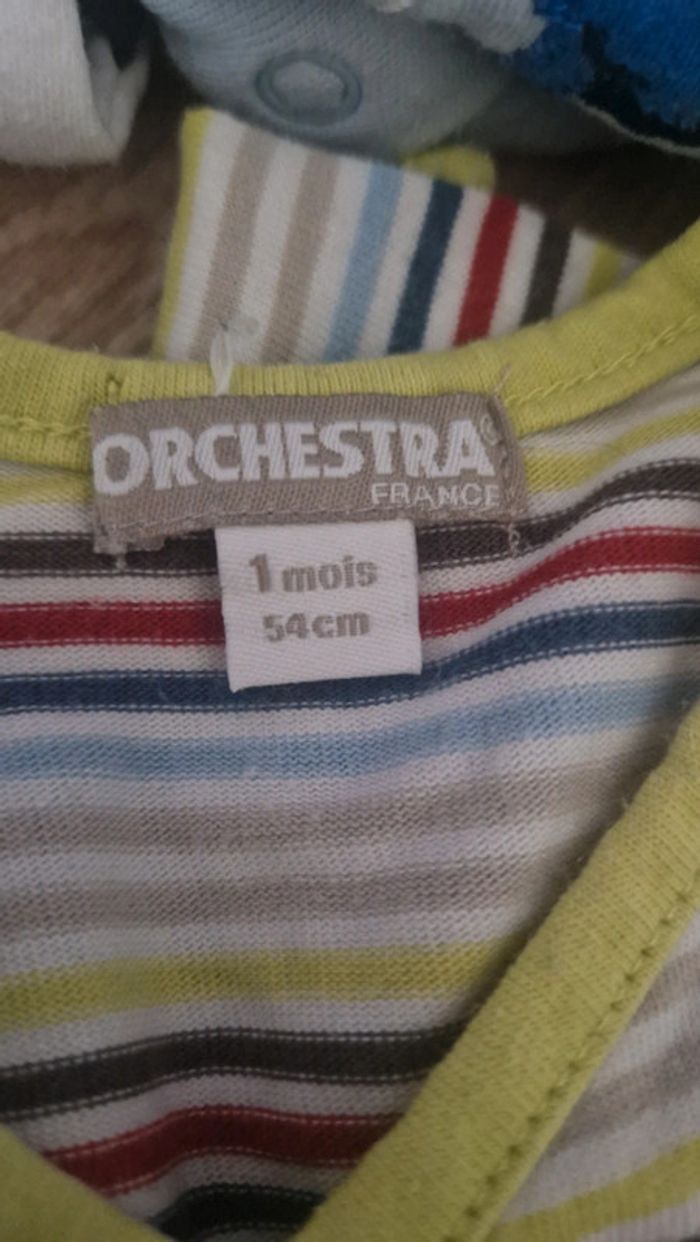 ORCHESTRA
FRANCE
1 mois
54cm